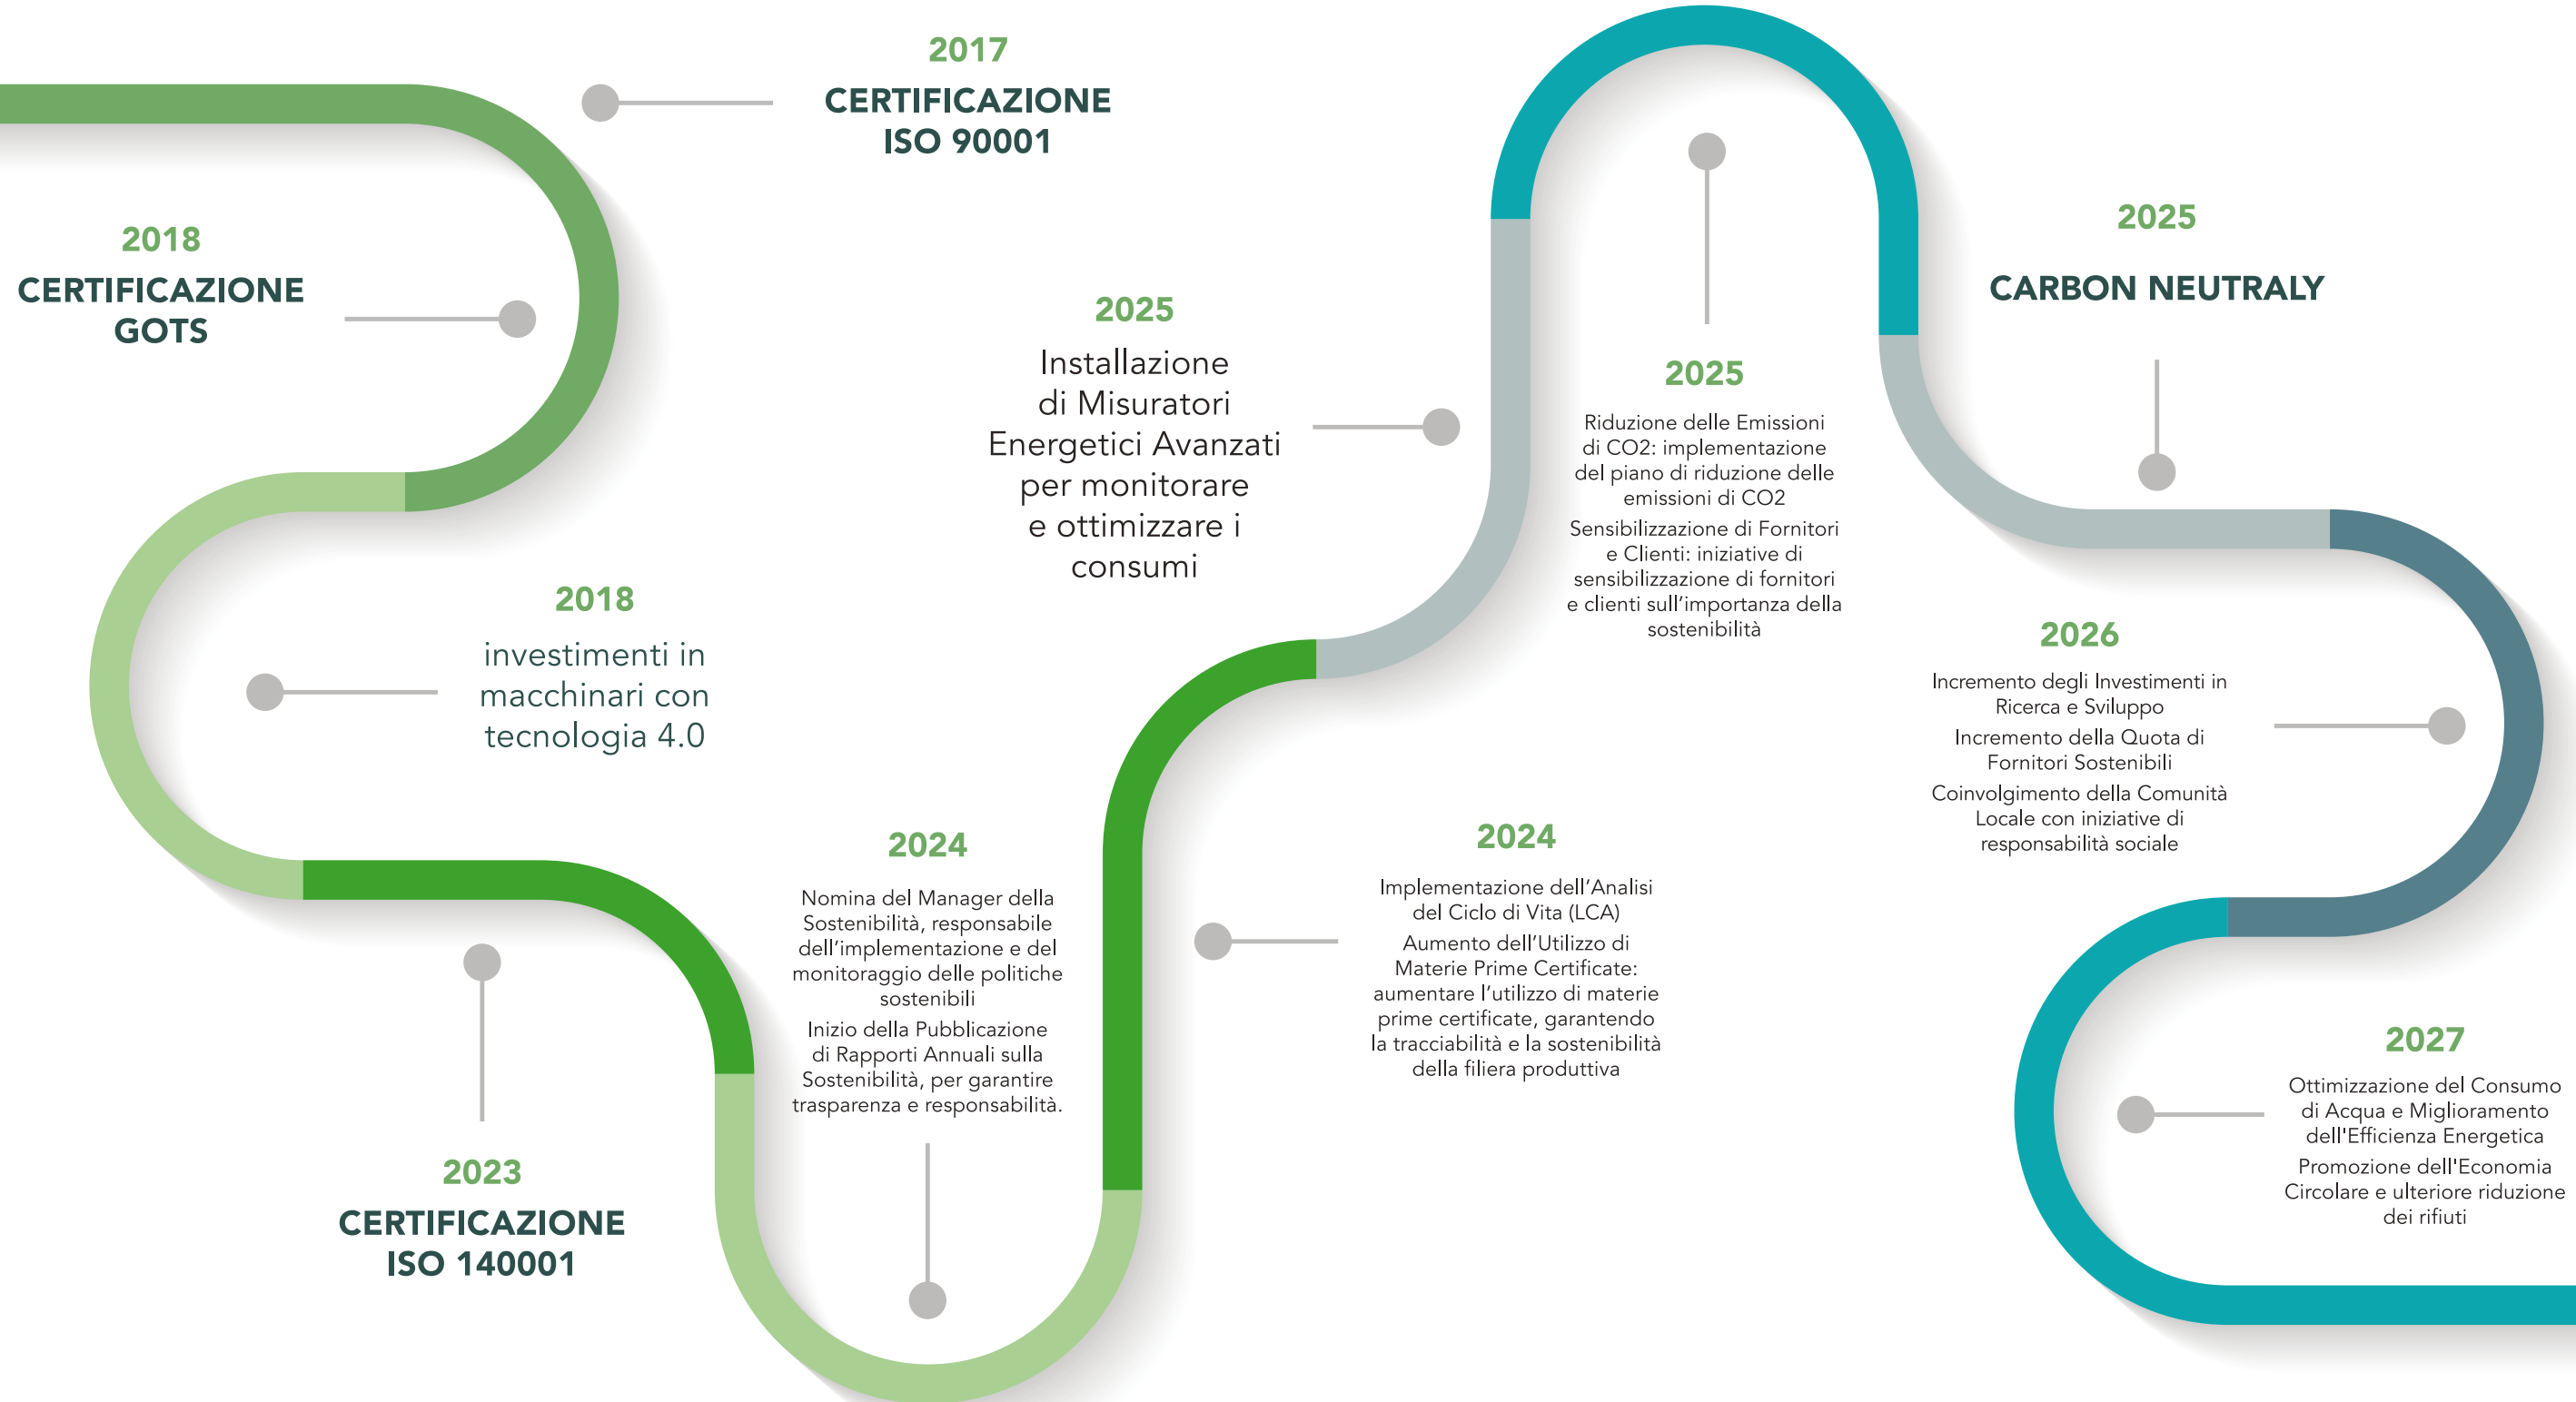 2017
CERTIFICAZIONE
ISO 90001
2018
CERTIFICAZIONE
GOTS
2018
investimenti in
macchinari con
tecnologia 4.0
2023
CERTIFICAZIONE
ISO 140001
2024
Nomina del Manager della
Sostenibilità, responsabile
dell’implementazione e del
monitoraggio delle politiche
sostenibili
Inizio della Pubblicazione
di Rapporti Annuali sulla
Sostenibilità, per garantire
trasparenza e responsabilità.
2024
Implementazione dell’Analisi
del Ciclo di Vita (LCA)
Aumento dell’Utilizzo di
Materie Prime Certificate:
aumentare l’utilizzo di materie
prime certificate, garantendo
la tracciabilità e la sostenibilità
della filiera produttiva
2025
Installazione
di Misuratori
Energetici Avanzati
per monitorare
e ottimizzare i
consumi
2025
Riduzione delle Emissioni
di CO2: implementazione
del piano di riduzione delle
emissioni di CO2
Sensibilizzazione di Fornitori
e Clienti: iniziative di
sensibilizzazione di fornitori
e clienti sull’importanza della
sostenibilità
2025
CARBON NEUTRALY
2026
Incremento degli Investimenti in
Ricerca e Sviluppo
Incremento della Quota di
Fornitori Sostenibili
Coinvolgimento della Comunità
Locale con iniziative di
responsabilità sociale
2027
Ottimizzazione del Consumo
di Acqua e Miglioramento
dell'Efficienza Energetica
Promozione dell'Economia
Circolare e ulteriore riduzione
dei rifiuti